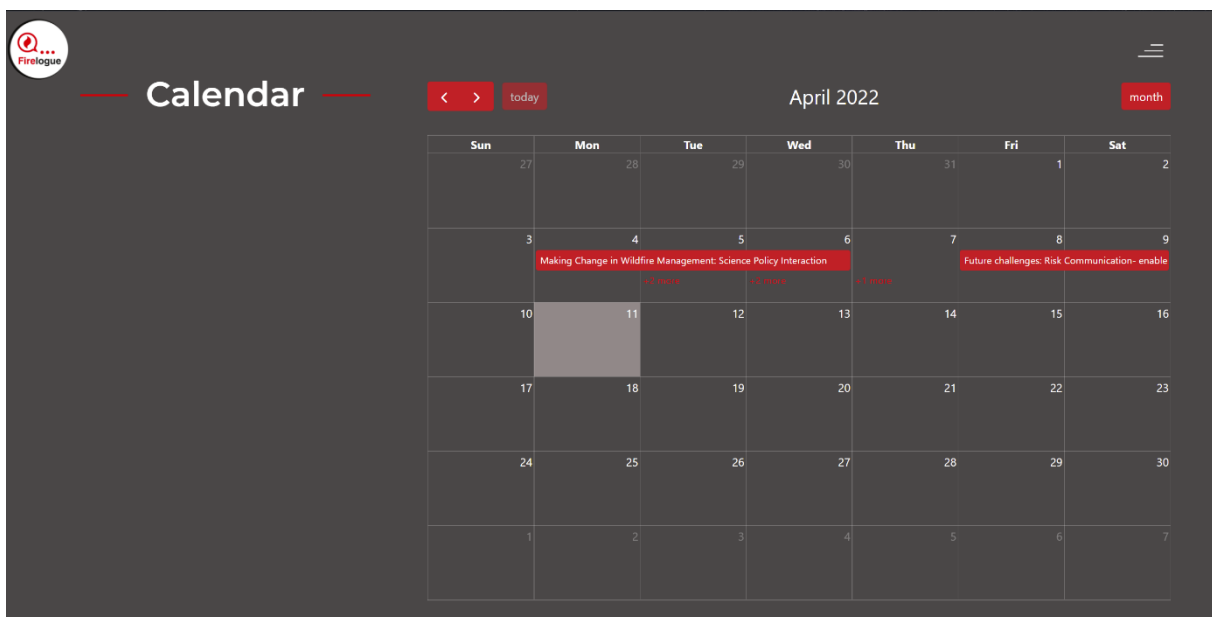 Firelogue
Calendar
today
April 2022
month
Sun Mon Tue Wed Thu Fri Sat
27 28 29 30 31 1 2
3 4 5 6 7 8 9
Making Change in Wildfire Management: Science Policy Interaction
Future challenges: Risk Communication- enable
10 11 12 13 14 15 16
17 18 19 20 21 22 23
24 25 26 27 28 29 30
1 2 3 4 5 6 7